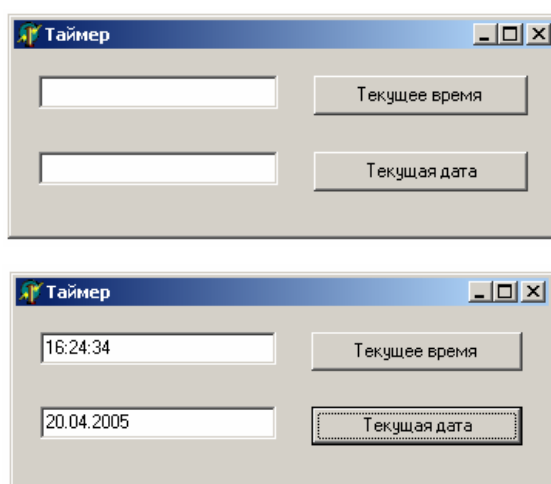 Таймер
Текущее время
Текущая дата
Таймер
16:24:34
Текущее время
20.04.2005
Текущая дата